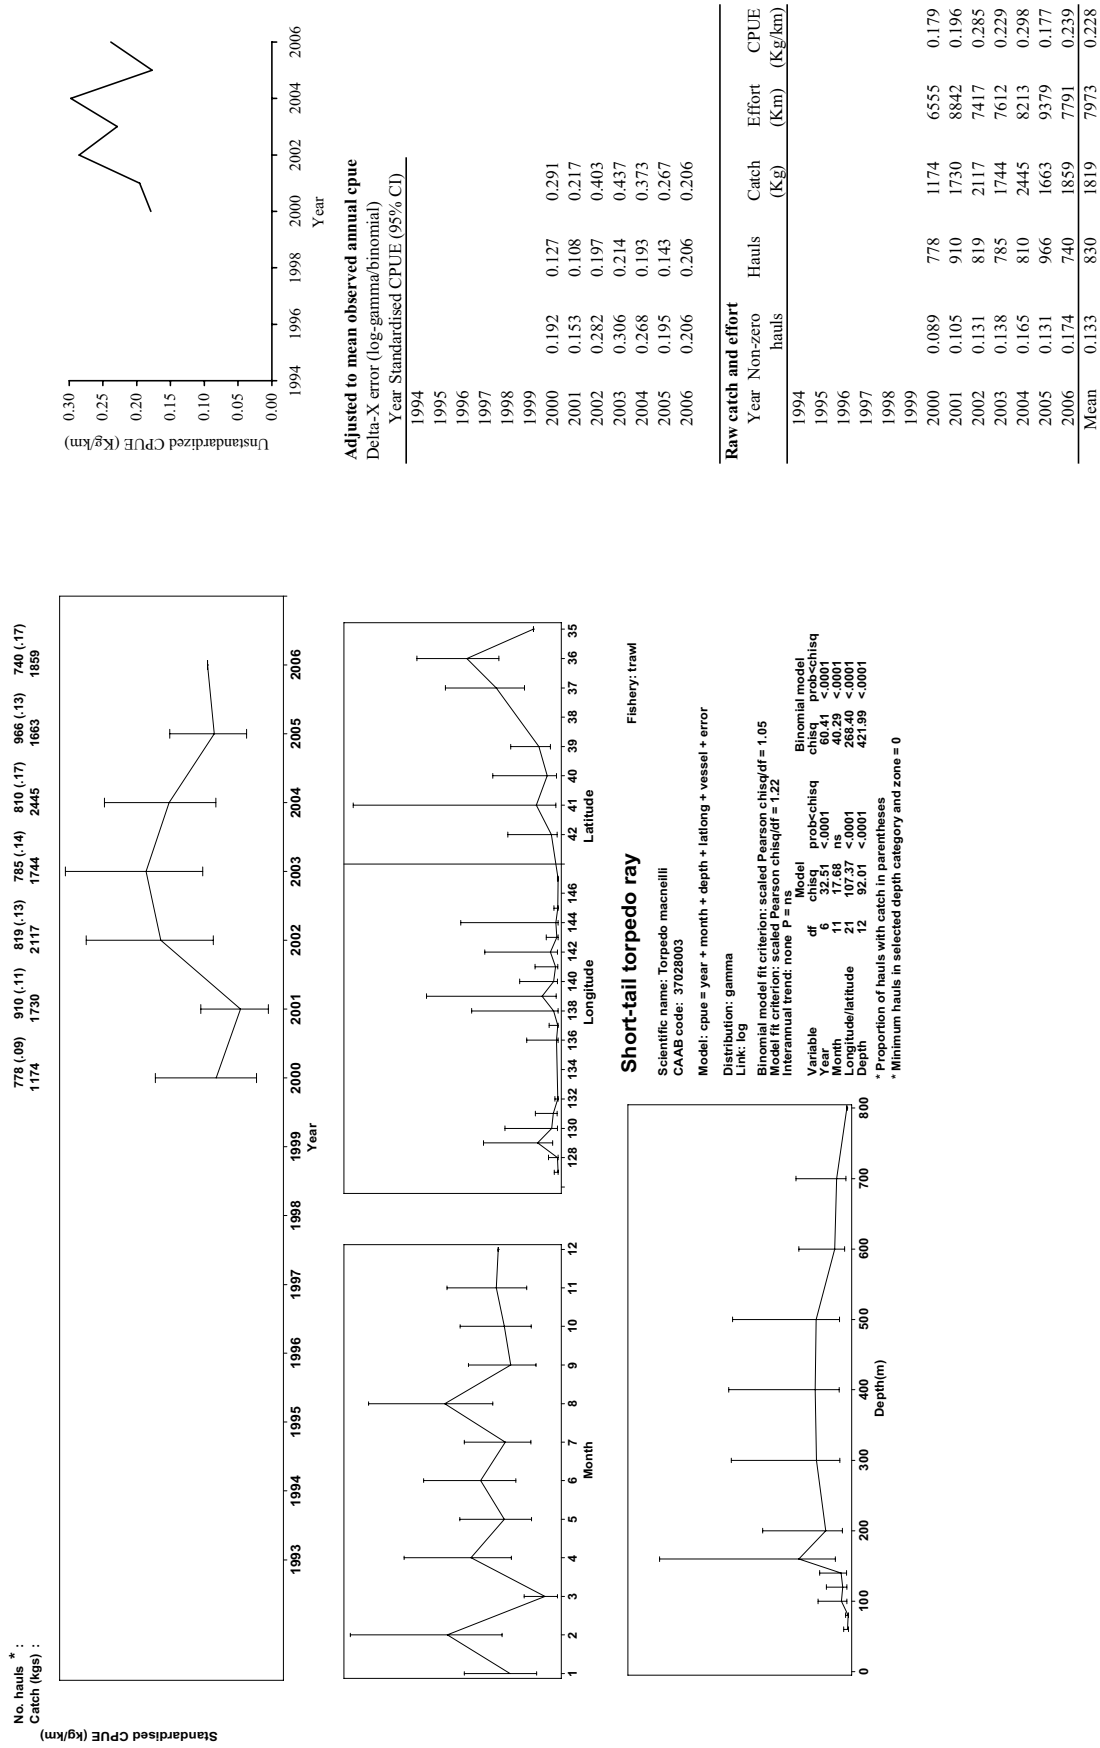 No. hauls * : 778 (.09) 910 (.11) 819 (.13) 785 (.14) 810 (.17) 966 (.13) 740 (.17)
Catch (kgs) : 1174 1730 2117 1744 2445 1663 1859
Standardised CPUE (kg/km)
1993 1994 1995 1996 1997 1998 1999 2000 2001 2002 2003 2004 2005 2006
Year
1 2 3 4 5 6 7 8 9 10 11 12
Month
128 130 132 134 136 138 140 142 144 146 42 41 40 39 38 37 36 35
Longitude Latitude
0 100 200 300 400 500 600 700 800
Depth(m)
Short-tail torpedo ray
Scientific name: Torpedo macneilli Fishery: trawl
CAAB code: 37028003
Model: cpue = year + month + depth + latlong + vessel + error
Distribution: gamma
Link: log
Binomial model fit criterion: scaled Pearson chisq/df = 1.05
Model fit criterion: scaled Pearson chisq/df = 1.22
Interannual trend: none P = ns
Model Binomial model
Variable df chisq prob<chisq chisq prob<chisq
Year 6 32.51 <.0001 60.41 <.0001
Month 11 17.68 ns 40.29 <.0001
Longitude/latitude 21 107.37 <.0001 268.40 <.0001
Depth 12 92.01 <.0001 421.99 <.0001
* Proportion of hauls with catch in parentheses
* Minimum hauls in selected depth category and zone = 0
Unstandardized CPUE (Kg/km)
0.30
0.25
0.20
0.15
0.10
0.05
0.00
1994 1996 1998 2000 2002 2004 2006
Year
Adjusted to mean observed annual cpue
Delta-X error (log-gamma/binomial)
Year Standardised CPUE (95% CI)
1994
1995
1996
1997
1998
1999
2000 0.192 0.127 0.291
2001 0.153 0.108 0.217
2002 0.282 0.197 0.403
2003 0.306 0.214 0.437
2004 0.268 0.193 0.373
2005 0.195 0.143 0.267
2006 0.206 0.206 0.206
Raw catch and effort
Year Non-zero Hauls Catch Effort CPUE
hauls (Kg) (Km) (Kg/km)
1994
1995
1996
1997
1998
1999
2000 0.089 778 1174 6555 0.179
2001 0.105 910 1730 8842 0.196
2002 0.131 819 2117 7417 0.285
2003 0.138 785 1744 7612 0.229
2004 0.165 810 2445 8213 0.298
2005 0.131 966 1663 9379 0.177
2006 0.174 740 1859 7791 0.239
Mean 0.133 830 1819 7973 0.228